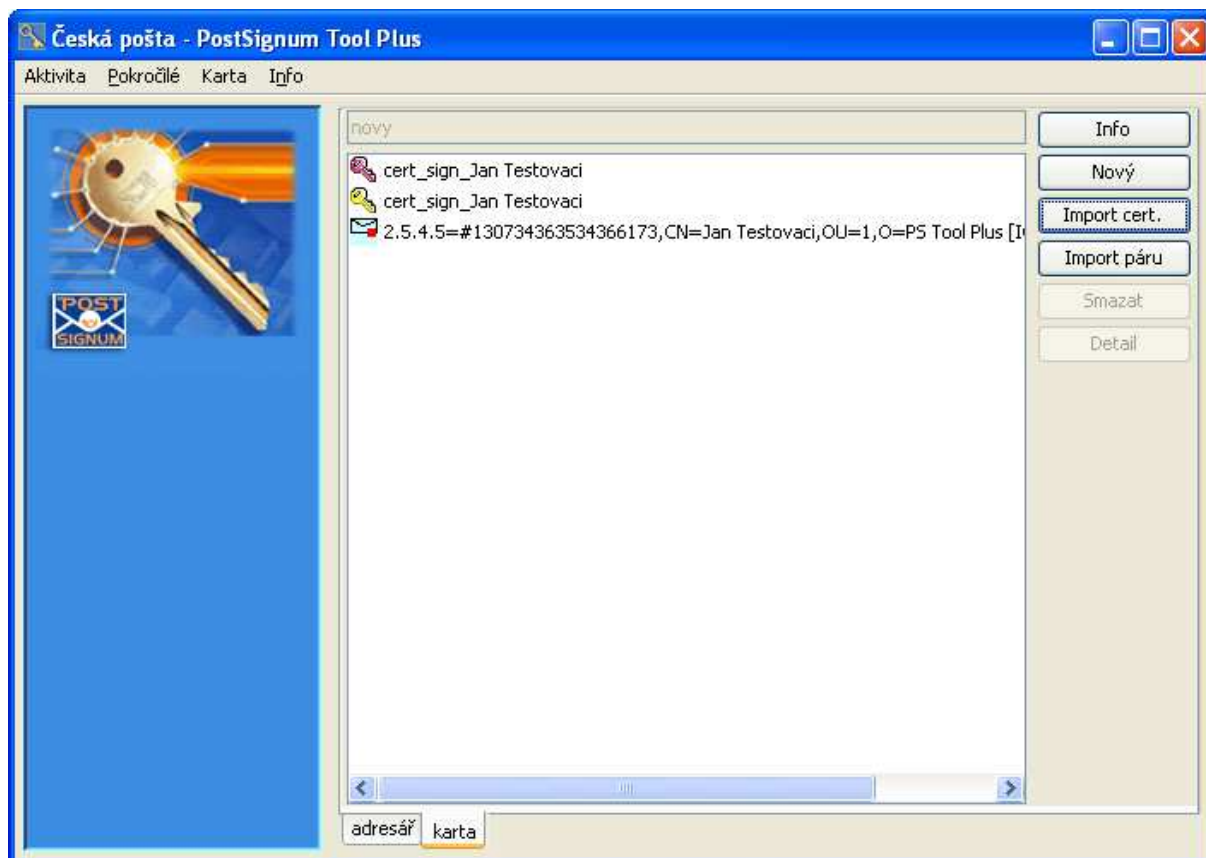 Česká pošta - PostSignum Tool Plus
Aktivita Pokročilé Karta Info
novy
cert_sign_Jan Testovaci
cert_sign_Jan Testovaci
2.5.4.5=#130734363534366173,CN=Jan Testovaci,OU=1,O=PS Tool Plus [I
Info
Nový
Import cert.
Import páru
Smazat
Detail
POST
SIGNUM
adresář karta